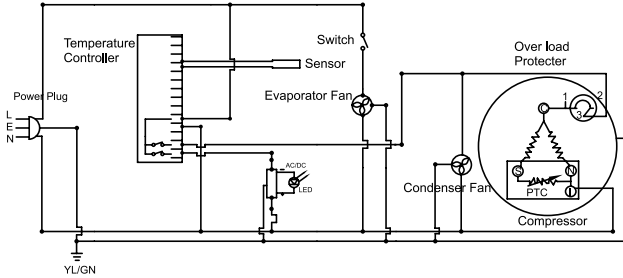 Temperature
Controller
Switch
Sensor
Over load
Protecter
Power Plug
Evaporator Fan
L
E
N
1
2
3
C
AC/DC
LED
Condenser Fan
S
N
PTC
L
Compressor
YL/GN